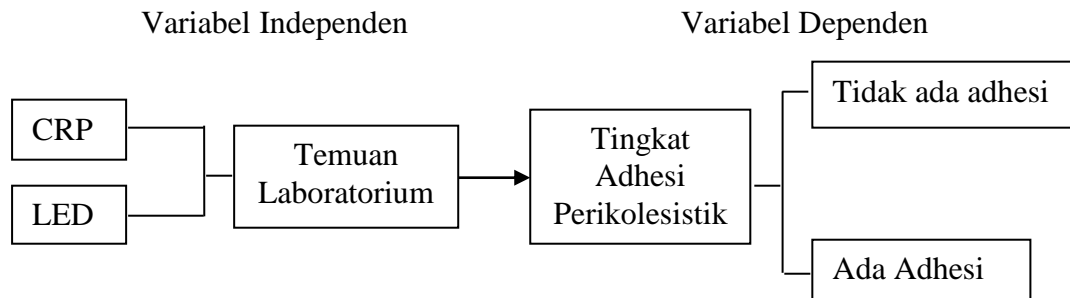 Variabel Independen
Variabel Dependen
CRP
LED
Temuan
Laboratorium
Tingkat
Adhesi
Perikolesistik
Tidak ada adhesi
Ada Adhesi